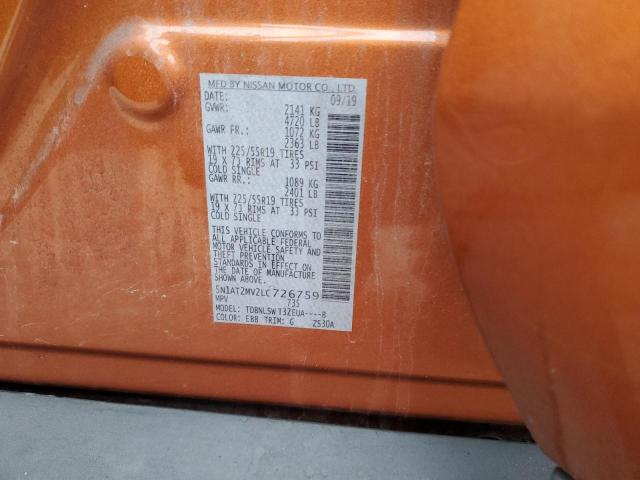 MFD BY NISSAN MOTOR CO., LTD.
DATE: 09/19
GVWR: 2141 KG
4720 LB
GAWR FR.: 1072 KG
2363 LB
WITH 225/55R19 TIRES
19 X 7J RIMS AT 33 PSI
COLD SINGLE
GAWR RR.: 1089 KG
2401 LB
WITH 225/55R19 TIRES
19 X 7J RIMS AT 33 PSI
COLD SINGLE
THIS VEHICLE CONFORMS TO
ALL APPLICABLE FEDERAL
MOTOR VEHICLE SAFETY AND
THEFT PREVENTION
STANDARDS IN EFFECT ON
THE DATE OF MANUFACTURE
SHOWN ABOVE.
5N1AT2MV2LC726759
MPV 735
MODEL: TDBNLSWT32EUA----B
COLOR: EBB TRIM: G ZS30A